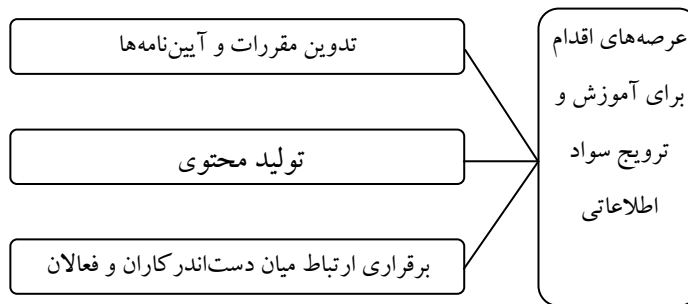 عرصه‌های اقدام
برای آموزش و
ترویج سواد
اطلاعاتی
تدوین مقررات و آیین‌نامه‌ها
تولید محتوی
برقراری ارتباط میان دست‌اندرکاران و فعالان